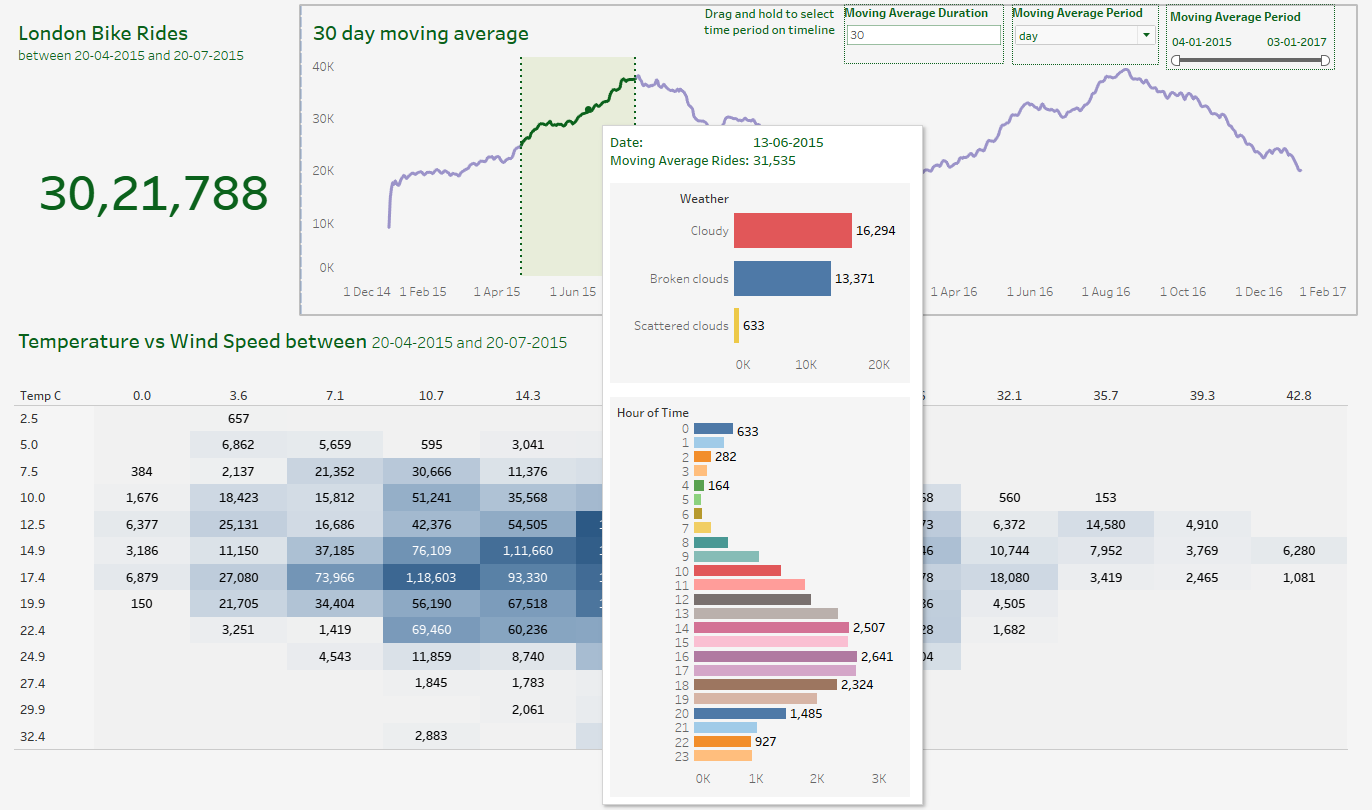 London Bike Rides
between 20-04-2015 and 20-07-2015
30,21,788
30 day moving average
Drag and hold to select
time period on timeline
Moving Average Duration
30
Moving Average Period
day
Moving Average Period
04-01-2015 03-01-2017
40K
30K
20K
10K
0K
1 Dec 14 1 Feb 15 1 Apr 15 1 Jun 15 1 Apr 16 1 Jun 16 1 Aug 16 1 Oct 16 1 Dec 16 1 Feb 17
Date: 13-06-2015
Moving Average Rides: 31,535
Weather
Cloudy 16,294
Broken clouds 13,371
Scattered clouds 633
0K 10K 20K
Hour of Time
0 633
1
2 282
3
4 164
5
6
7
8
9
10
11
12
13
14 2,507
15
16 2,641
17
18 2,324
19
20 1,485
21
22 927
23
0K 1K 2K 3K
Temperature vs Wind Speed between 20-04-2015 and 20-07-2015
Temp C 0.0 3.6 7.1 10.7 14.3 32.1 35.7 39.3 42.8
2.5 657
5.0 6,862 5,659 595 3,041
7.5 384 2,137 21,352 30,666 11,376
10.0 1,676 18,423 15,812 51,241 35,568 560 153
12.5 6,377 25,131 16,686 42,376 54,505 6,372 14,580 4,910
14.9 3,186 11,150 37,185 76,109 1,11,660 10,744 7,952 3,769 6,280
17.4 6,879 27,080 73,966 1,18,603 93,330 18,080 3,419 2,465 1,081
19.9 150 21,705 34,404 56,190 67,518 4,505
22.4 3,251 1,419 69,460 60,236 1,682
24.9 4,543 11,859 8,740
27.4 1,845 1,783
29.9 2,061
32.4 2,883